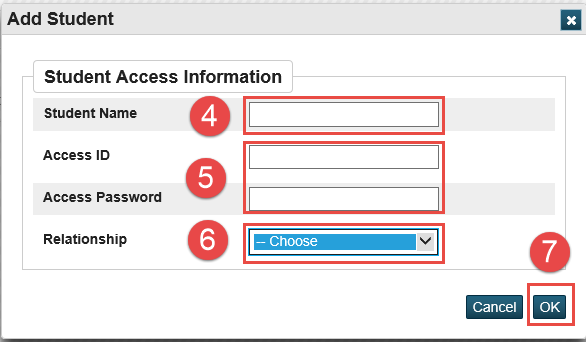 Add Student
Student Access Information
Student Name 4
Access ID
5
Access Password
Relationship 6 -- Choose
7
Cancel OK